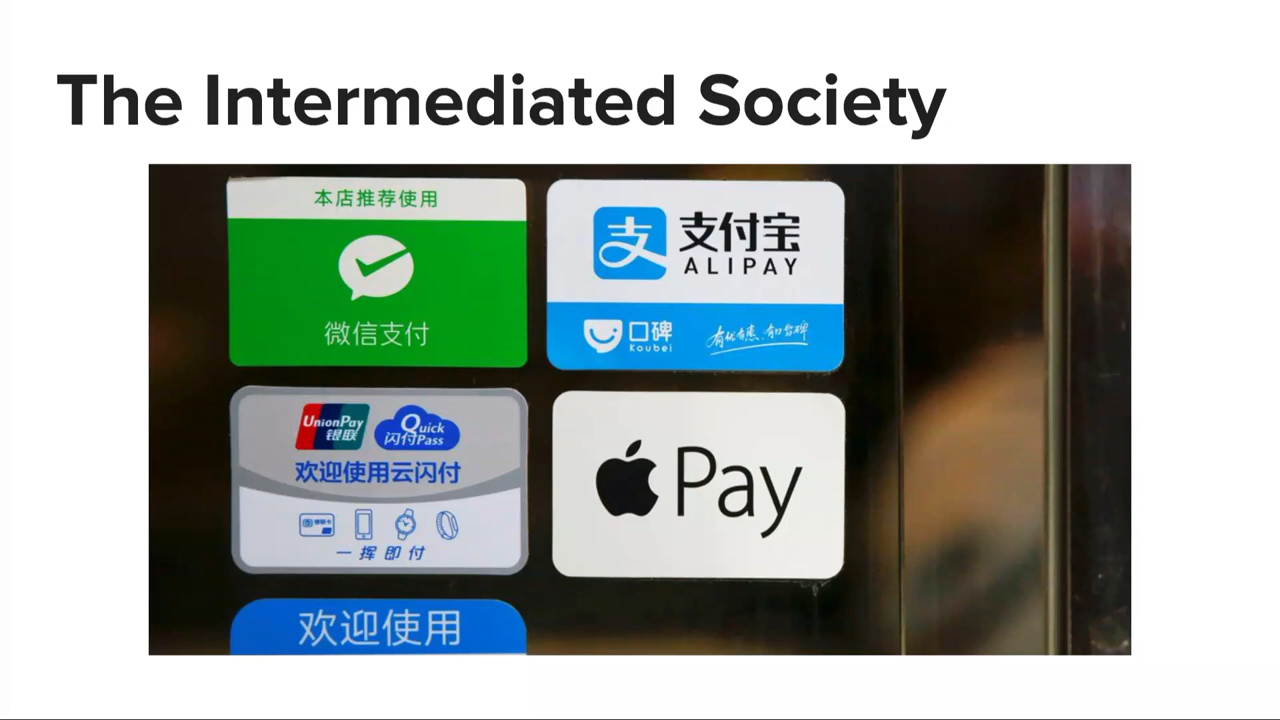 The Intermediated Society
本店推荐使用
微信支付
支
支付宝
ALIPAY
口碑
Koubei
UnionPay
银联
Quick
闪付Pass
欢迎使用云闪付
一挥即付
Pay
欢迎使用